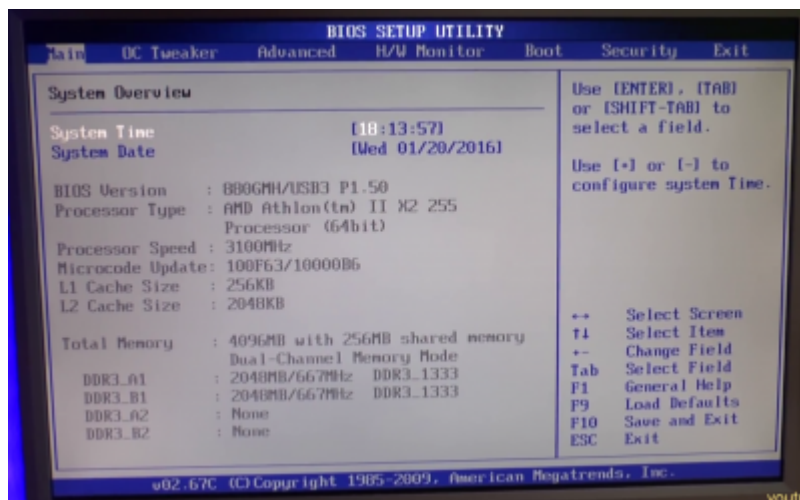 BIOS SETUP UTILITY
Main OC Tweaker Advanced H/W Monitor Boot Security Exit
System Overview
System Time [18:13:57]
System Date [Wed 01/20/2016]
BIOS Version : 880GMH/USB3 P1.50
Processor Type : AMD Athlon(tm) II X2 255
Processor (64bit)
Processor Speed : 3100MHz
Microcode Update: 100F63/10000B6
L1 Cache Size : 256KB
L2 Cache Size : 2048KB
Total Memory : 4096MB with 256MB shared memory
Dual-Channel Memory Mode
DDR3_A1 : 2048MB/667MHz DDR3_1333
DDR3_B1 : 2048MB/667MHz DDR3_1333
DDR3_A2 : None
DDR3_B2 : None
Use [ENTER], [TAB]
or [SHIFT-TAB] to
select a field.
Use [+] or [-] to
configure system Time.
↔ Select Screen
↑↓ Select Item
+- Change Field
Tab Select Field
F1 General Help
F9 Load Defaults
F10 Save and Exit
ESC Exit
v02.67C (C)Copyright 1985-2009, American Megatrends, Inc.